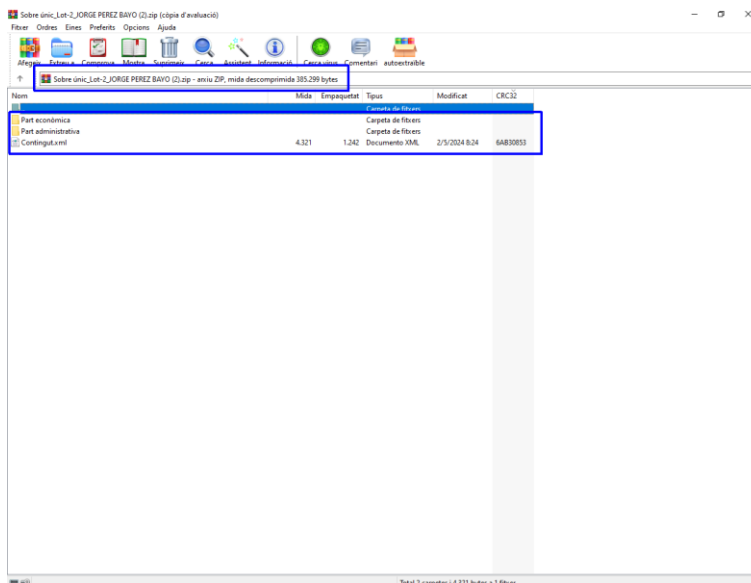 Sobre únic_Lot-2_JORGE PEREZ BAYO (2).zip (còpia d'avaluació)
Fitxer Ordres Eines Preferits Opcions Ajuda
Afegeix Extreu a Comprova Mostra Suprimeix Cerca Assistent Informació Cerca virus Comentari autoextraïble
Sobre únic_Lot-2_JORGE PEREZ BAYO (2).zip - arxiu ZIP, mida descomprimida 385.299 bytes
Nom Mida Empaquetat Tipus Modificat CRC32
Carpeta de fitxers
Part econòmica Carpeta de fitxers
Part administrativa Carpeta de fitxers
Contingut.xml 4.321 1.242 Documento XML 2/5/2024 8:24 6AB30853
Total 2 carpetes i 4.321 bytes a 1 fitxer